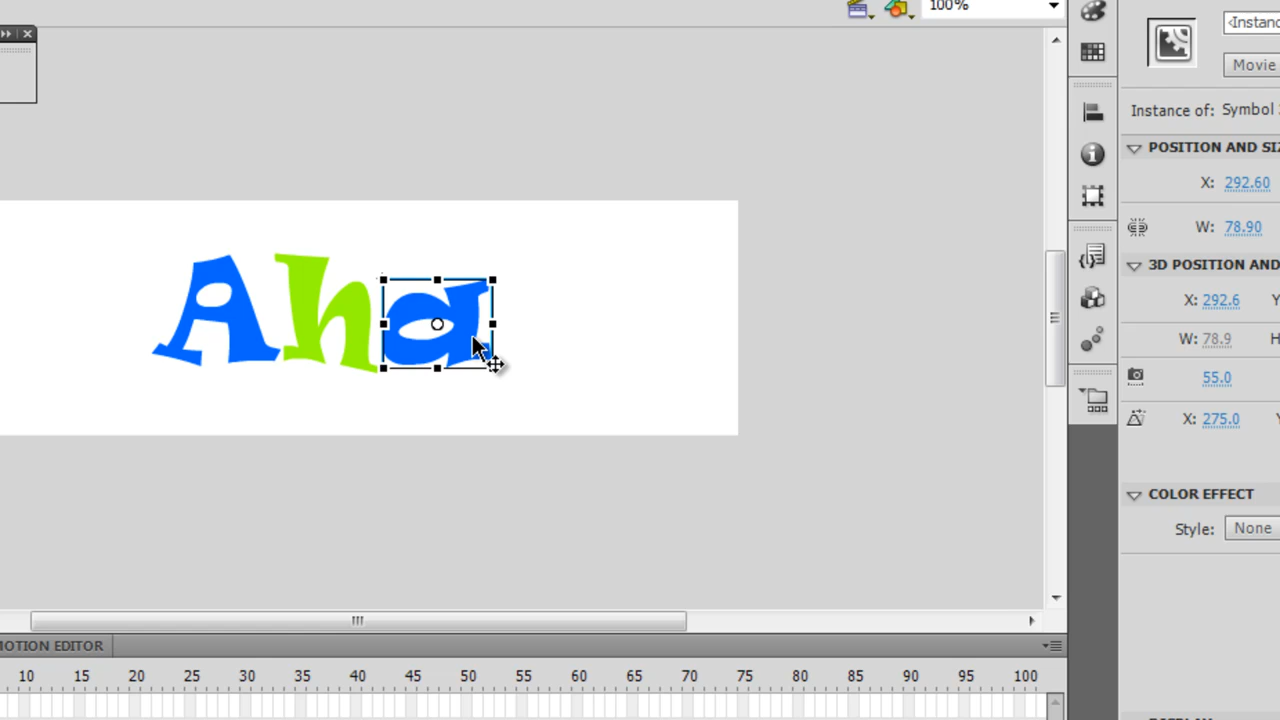 100%
<Instanc
Movie
Instance of: Symbol
POSITION AND SIZ
X: 292.60
W: 78.90
3D POSITION AND
X: 292.6 Y
W: 78.9 H
55.0
X: 275.0 Y
COLOR EFFECT
Style: None
Aha
MOTION EDITOR
10 15 20 25 30 35 40 45 50 55 60 65 70 75 80 85 90 95 100